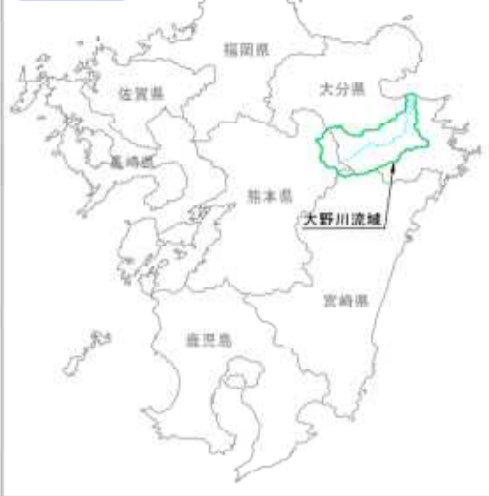 福岡県
大分県
佐賀県
長崎県
熊本県
大野川流域
宮崎県
鹿児島